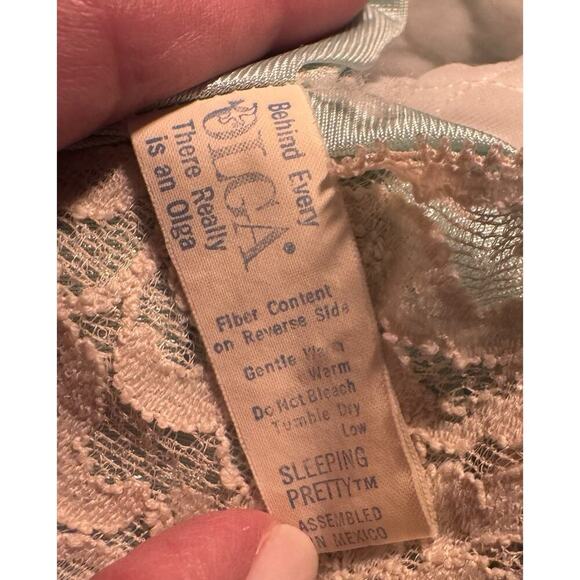 Behind Every
OLGA®
There Really
is an Olga
Fiber Content
on Reverse Side
Gentle
Warm
Do Not Bleach
Tumble Dry
Low
SLEEPING
PRETTY™
ASSEMBLED
IN MEXICO